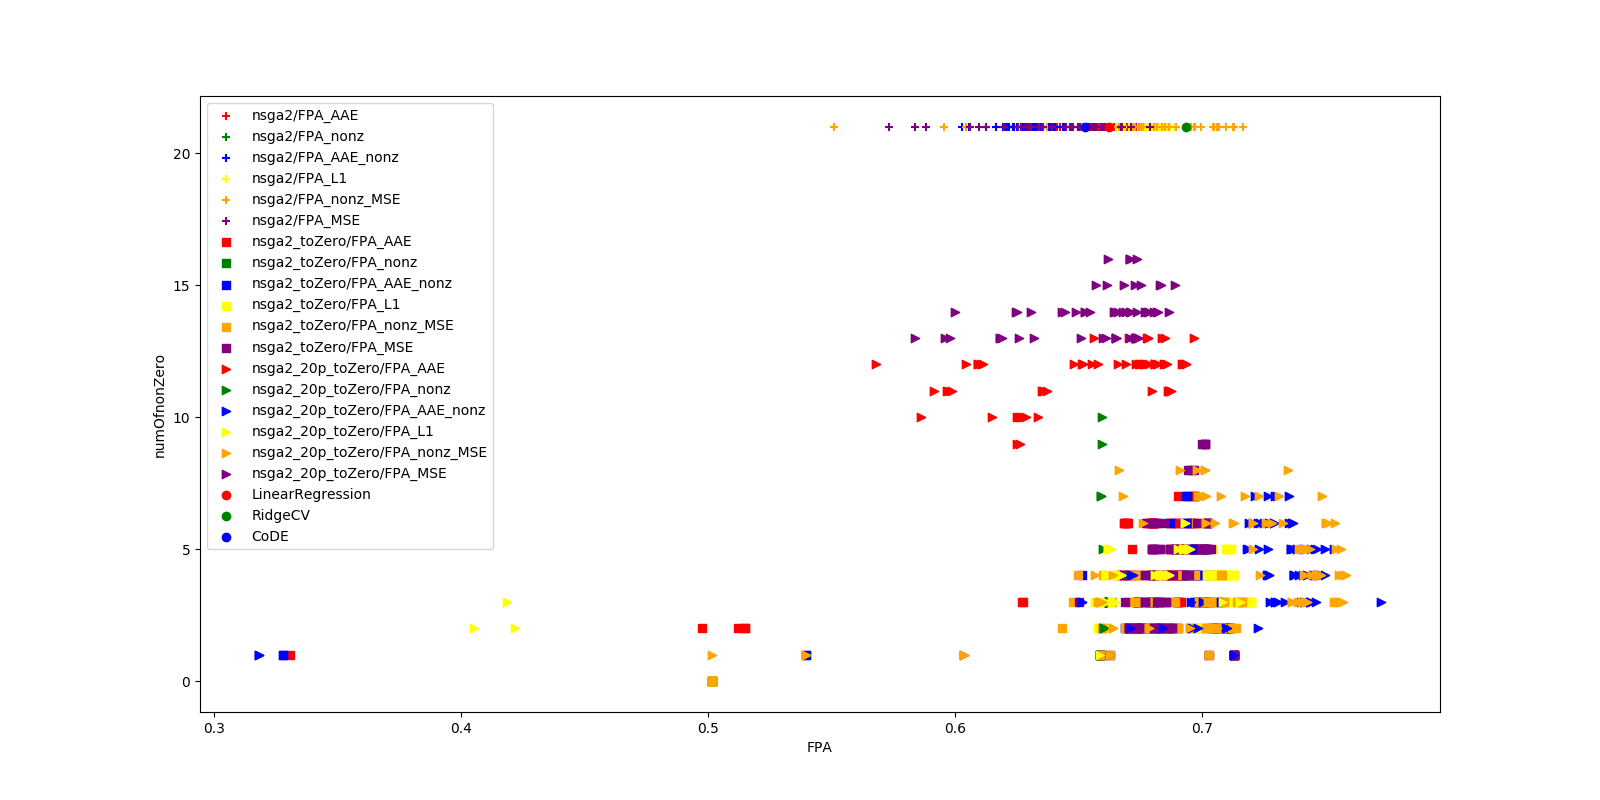 nsga2/FPA_AAE
nsga2/FPA_nonz
nsga2/FPA_AAE_nonz
nsga2/FPA_L1
nsga2/FPA_nonz_MSE
nsga2/FPA_MSE
nsga2_toZero/FPA_AAE
nsga2_toZero/FPA_nonz
nsga2_toZero/FPA_AAE_nonz
nsga2_toZero/FPA_L1
nsga2_toZero/FPA_nonz_MSE
nsga2_toZero/FPA_MSE
nsga2_20p_toZero/FPA_AAE
nsga2_20p_toZero/FPA_nonz
nsga2_20p_toZero/FPA_AAE_nonz
nsga2_20p_toZero/FPA_L1
nsga2_20p_toZero/FPA_nonz_MSE
nsga2_20p_toZero/FPA_MSE
LinearRegression
RidgeCV
CoDE
numOfnonZero
20
15
10
5
0
0.3 0.4 0.5 0.6 0.7
FPA